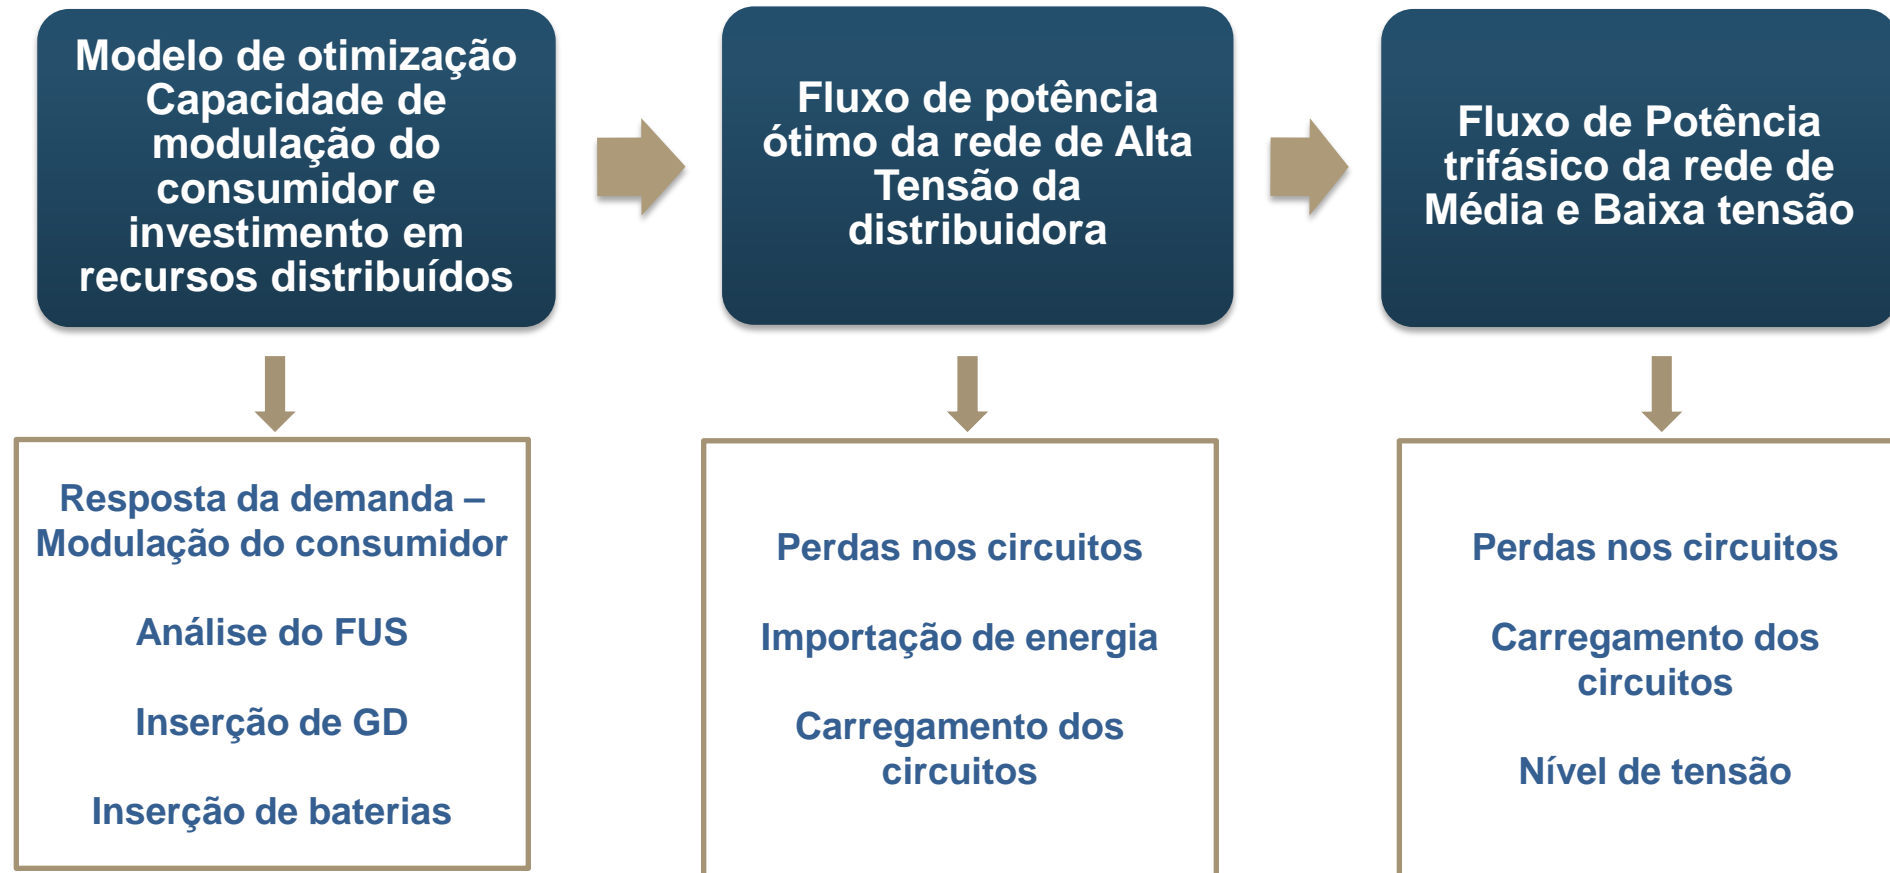 Modelo de otimização
Capacidade de
modulação do
consumidor e
investimento em
recursos distribuídos
Fluxo de potência
ótimo da rede de Alta
Tensão da
distribuidora
Fluxo de Potência
trifásico da rede de
Média e Baixa tensão
Resposta da demanda –
Modulação do consumidor
Análise do FUS
Inserção de GD
Inserção de baterias
Perdas nos circuitos
Importação de energia
Carregamento dos
circuitos
Perdas nos circuitos
Carregamento dos
circuitos
Nível de tensão